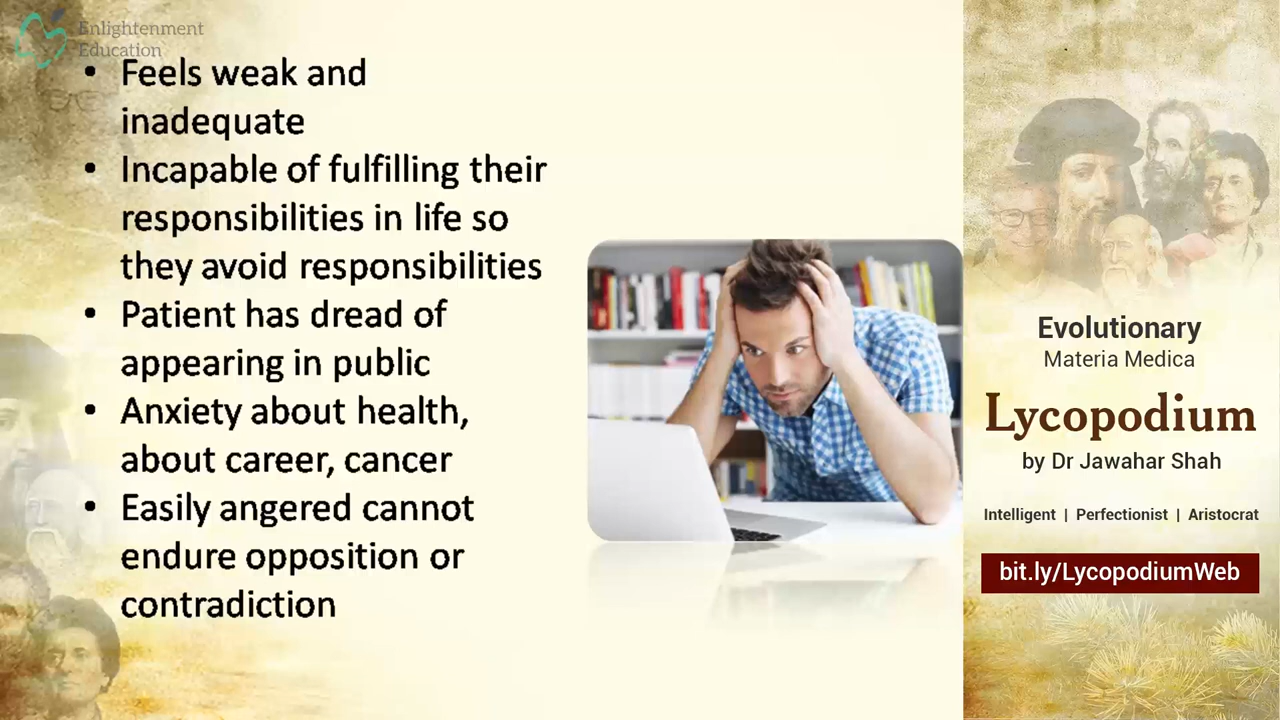 Enlightenment
Education
• Feels weak and
inadequate
• Incapable of fulfilling their
responsibilities in life so
they avoid responsibilities
• Patient has dread of
appearing in public
• Anxiety about health,
about career, cancer
• Easily angered cannot
endure opposition or
contradiction
Evolutionary
Materia Medica
Lycopodium
by Dr Jawahar Shah
Intelligent | Perfectionist | Aristocrat
bit.ly/LycopodiumWeb